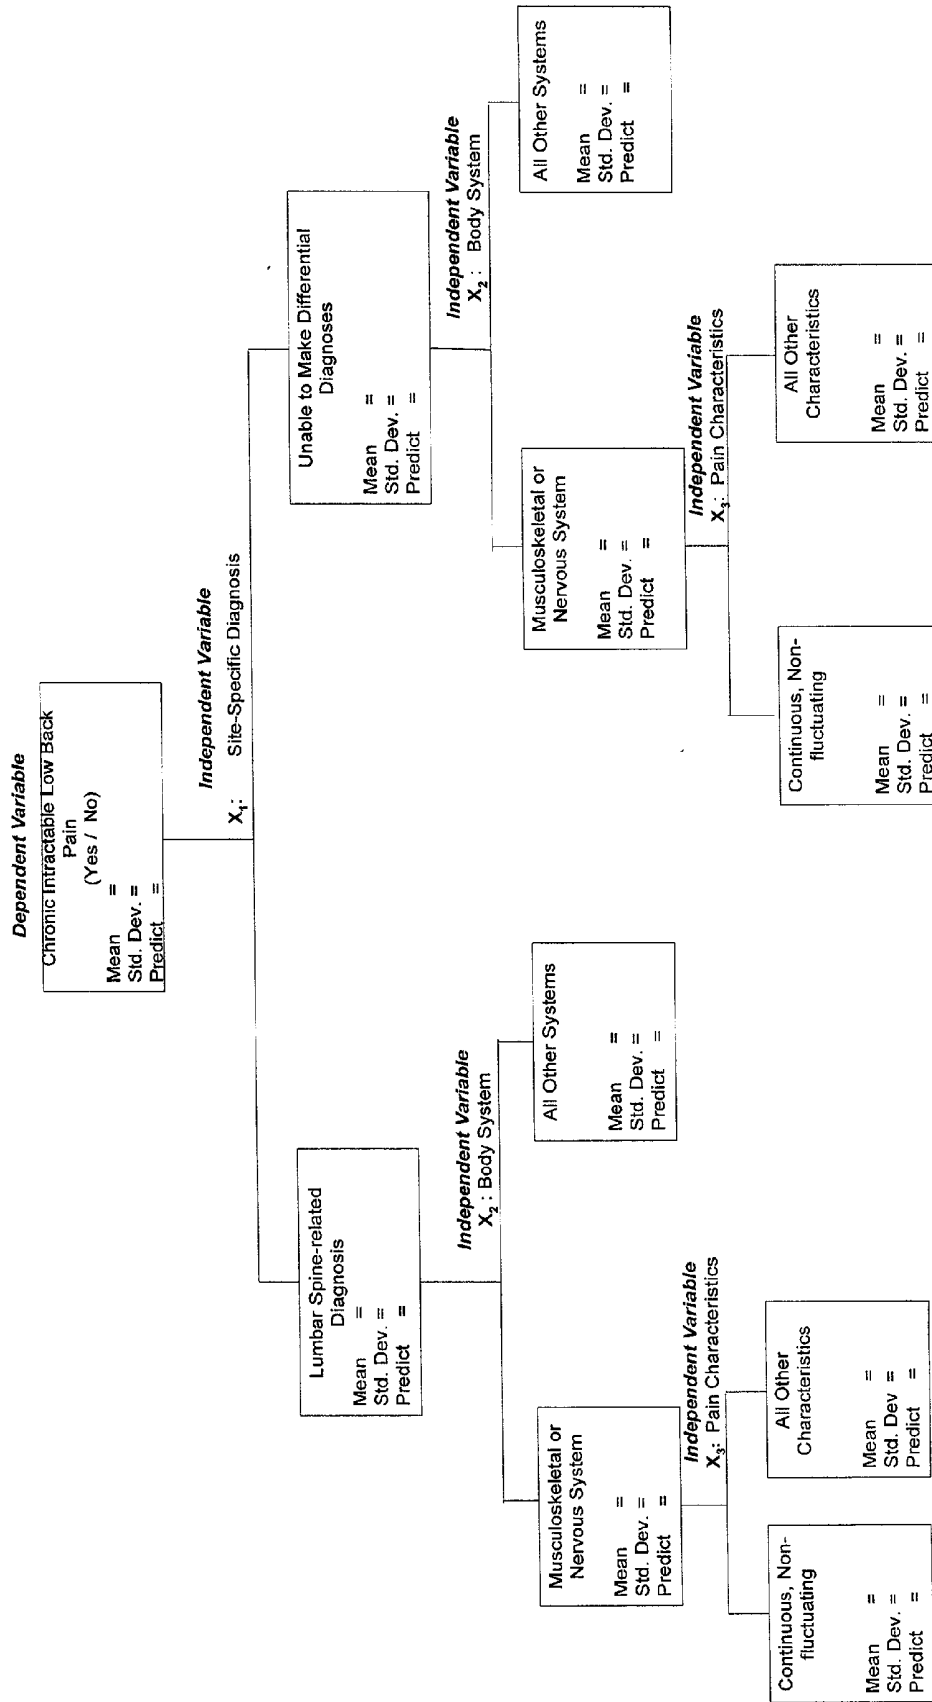 Dependent Variable
Chronic Intractable Low Back
Pain
(Yes / No)
Mean =
Std. Dev. =
Predict =
Independent Variable
X1: Site-Specific Diagnosis
Lumbar Spine-related
Diagnosis
Mean =
Std. Dev. =
Predict =
Unable to Make Differential
Diagnoses
Mean =
Std. Dev. =
Predict =
Independent Variable
X2 : Body System
Independent Variable
X2 : Body System
Musculoskeletal or
Nervous System
Mean =
Std. Dev. =
Predict =
All Other Systems
Mean =
Std. Dev. =
Predict =
Musculoskeletal or
Nervous System
Mean =
Std. Dev. =
Predict =
All Other Systems
Mean =
Std. Dev. =
Predict =
Independent Variable
X3: Pain Characteristics
Independent Variable
X3: Pain Characteristics
Continuous, Non-
fluctuating
Mean =
Std. Dev. =
Predict =
All Other
Characteristics
Mean =
Std. Dev =
Predict =
Continuous, Non-
fluctuating
Mean =
Std. Dev. =
Predict =
All Other
Characteristics
Mean =
Std. Dev. =
Predict =